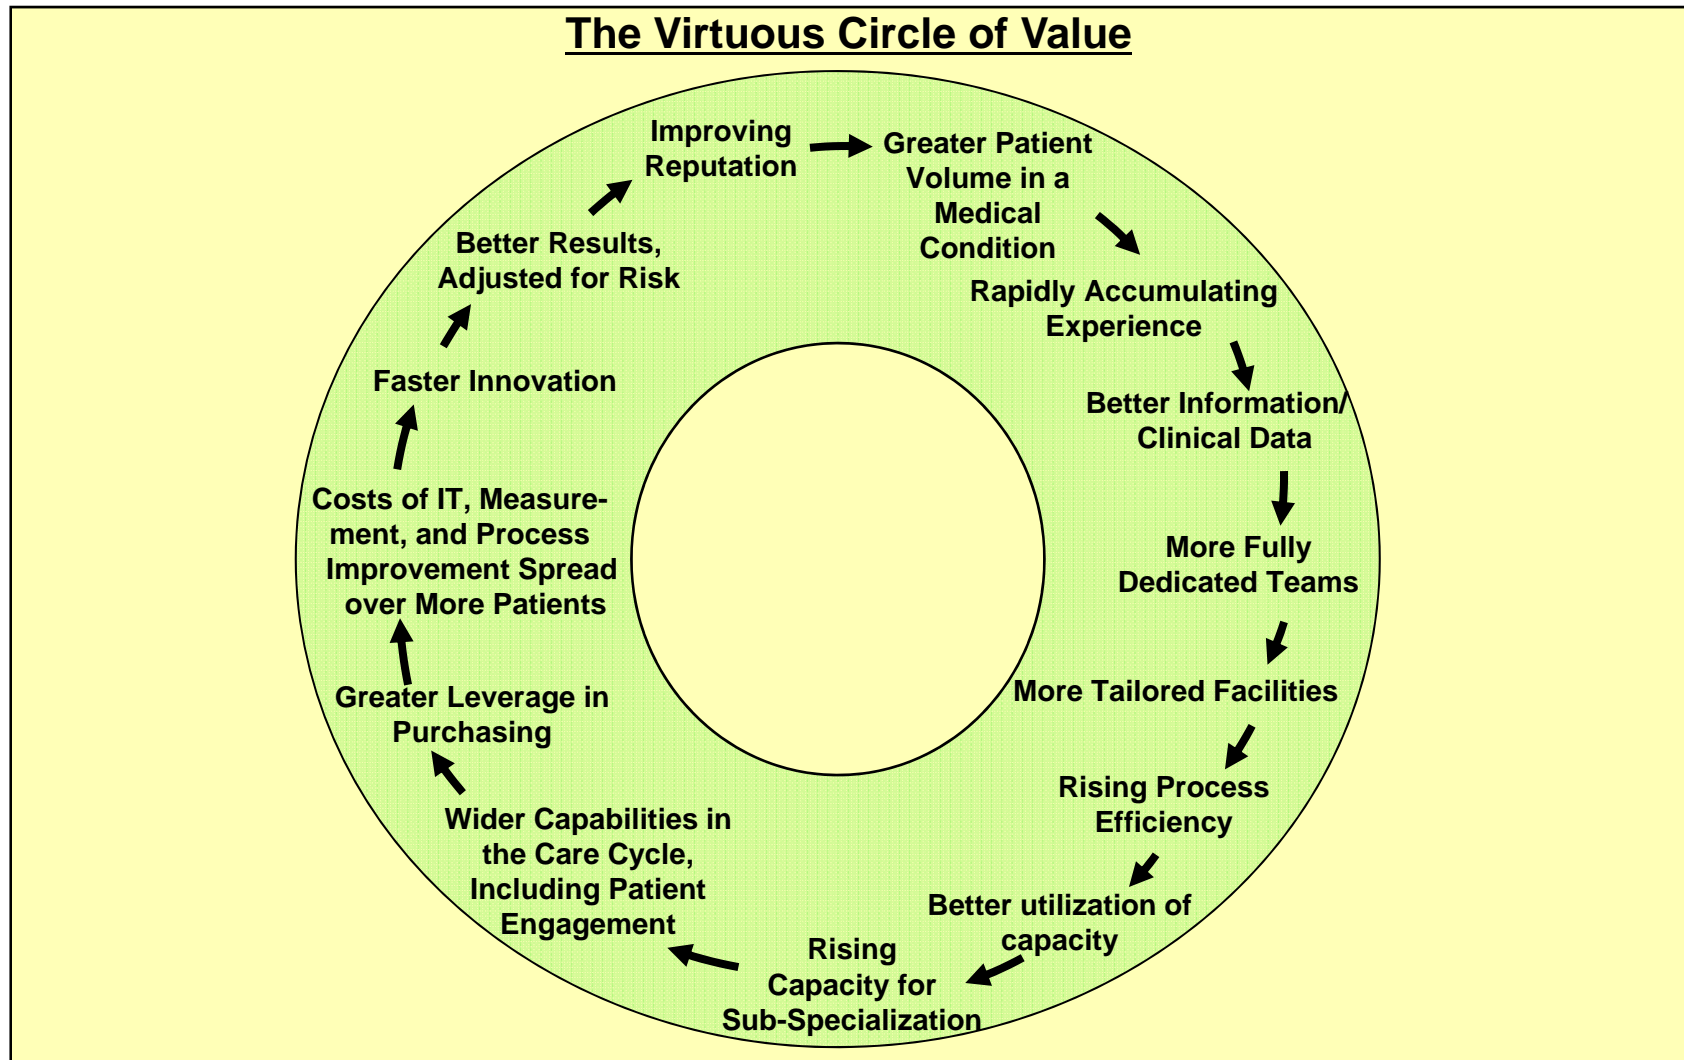 The Virtuous Circle of Value
Improving
Reputation
Greater Patient
Volume in a
Medical
Condition
Rapidly Accumulating
Experience
Better Information/
Clinical Data
More Fully
Dedicated Teams
More Tailored Facilities
Rising Process
Efficiency
Better utilization of
capacity
Rising
Capacity for
Sub-Specialization
Wider Capabilities in
the Care Cycle,
Including Patient
Engagement
Greater Leverage in
Purchasing
Costs of IT, Measure-
ment, and Process
Improvement Spread
over More Patients
Faster Innovation
Better Results,
Adjusted for Risk